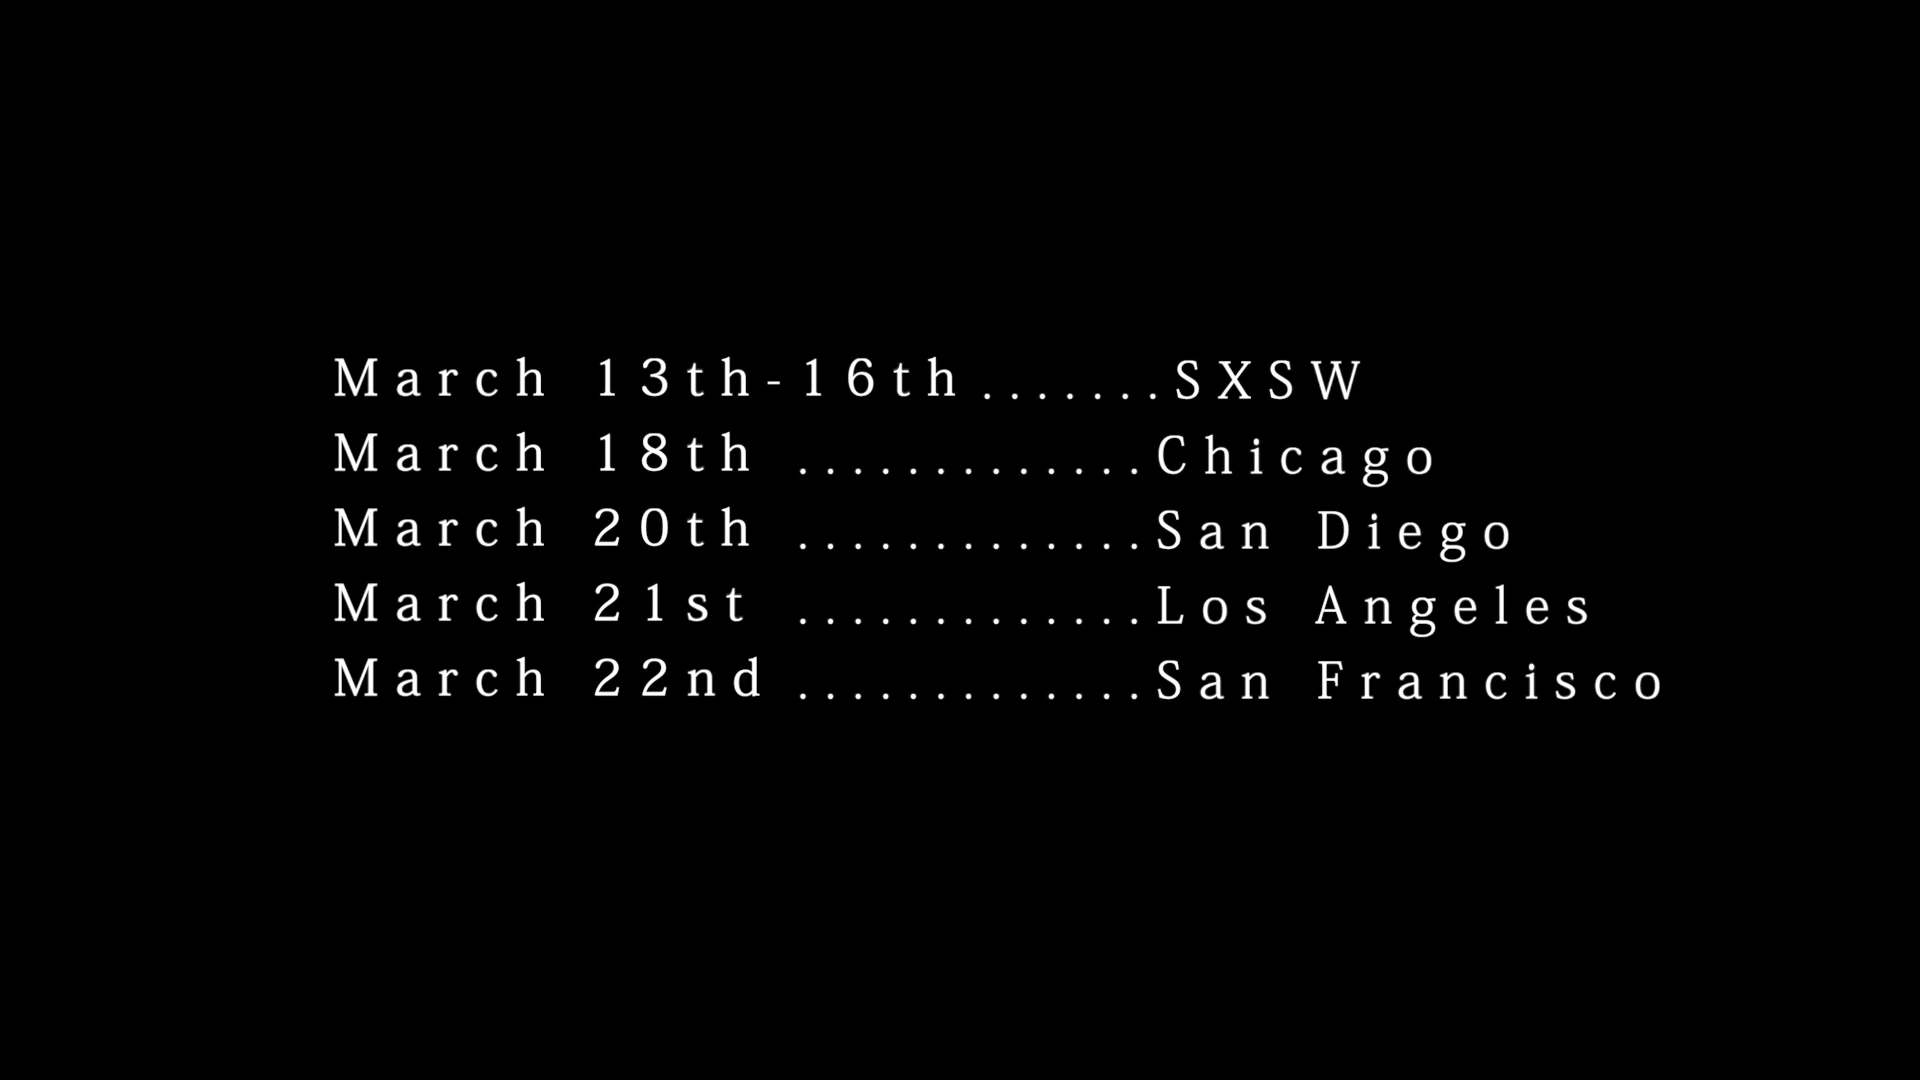 March 13th-16th .......SXSW
March 18th .............Chicago
March 20th .............San Diego
March 21st .............Los Angeles
March 22nd .............San Francisco